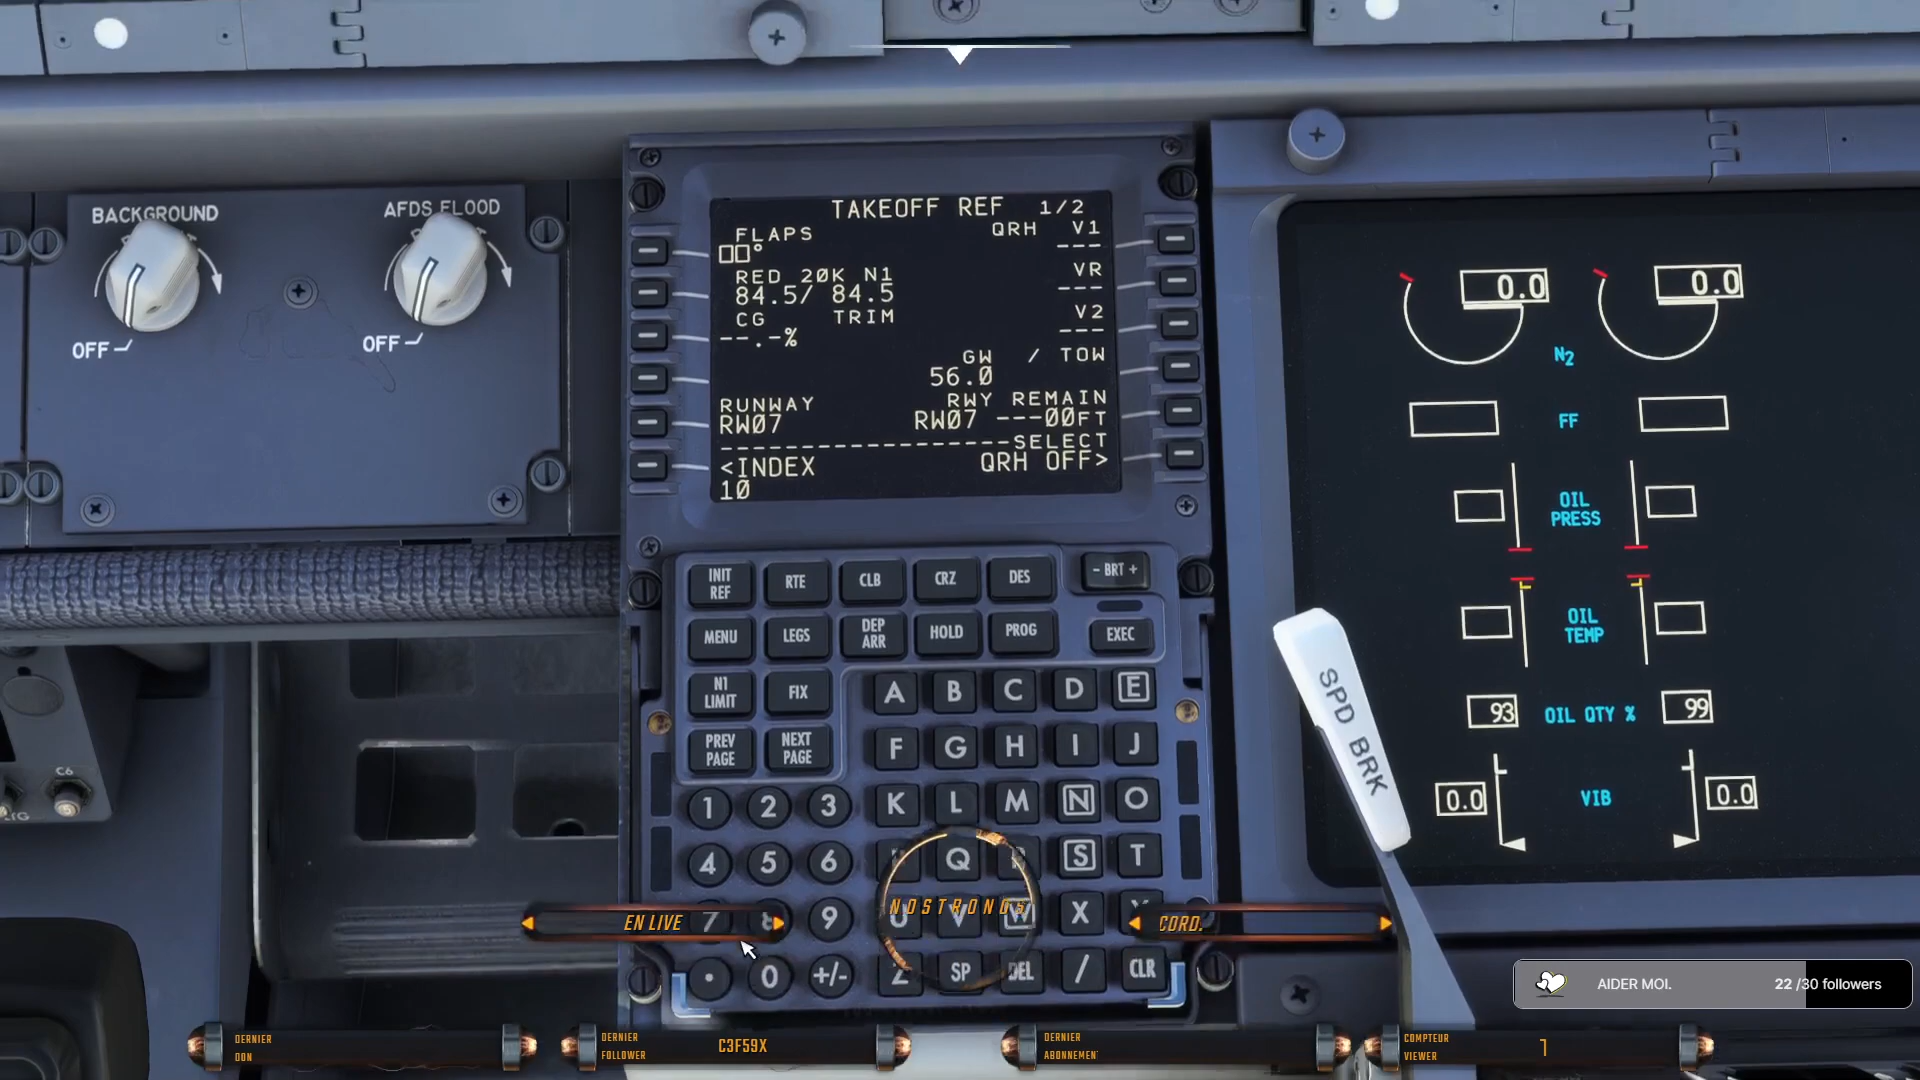 BACKGROUND
OFF
AFDS FLOOD
OFF
TAKEOFF REF 1/2
FLAPS
QRH V1
°
---
RED 20K N1
VR
84.5/ 84.5
---
CG TRIM
V2
--.-%
---
GW / TOW
56.0
RUNWAY
RWY REMAIN
RW07
RW07 ---00FT
--------------------SELECT
<INDEX
QRH OFF>
10
INIT REF
RTE
CLB
CRZ
DES
- BRT +
MENU
LEGS
DEP ARR
HOLD
PROG
EXEC
N1 LIMIT
FIX
A
B
C
D
E
PREV PAGE
NEXT PAGE
F
G
H
I
J
1
2
3
K
L
M
N
O
4
5
6
Q
S
T
7
8
9
U
V
W
X
.
0
+/-
Z
SP
DEL
/
CLR
0.0
0.0
N2
FF
OIL PRESS
OIL TEMP
93
OIL QTY %
99
0.0
VIB
0.0
SPD BRK
C6
EN LIVE
CORD.
AIDER MOI.
22 /30 followers
DERNIER DON
DERNIER FOLLOWER
C3F59X
DERNIER
COMPTEUR VIEWER
1